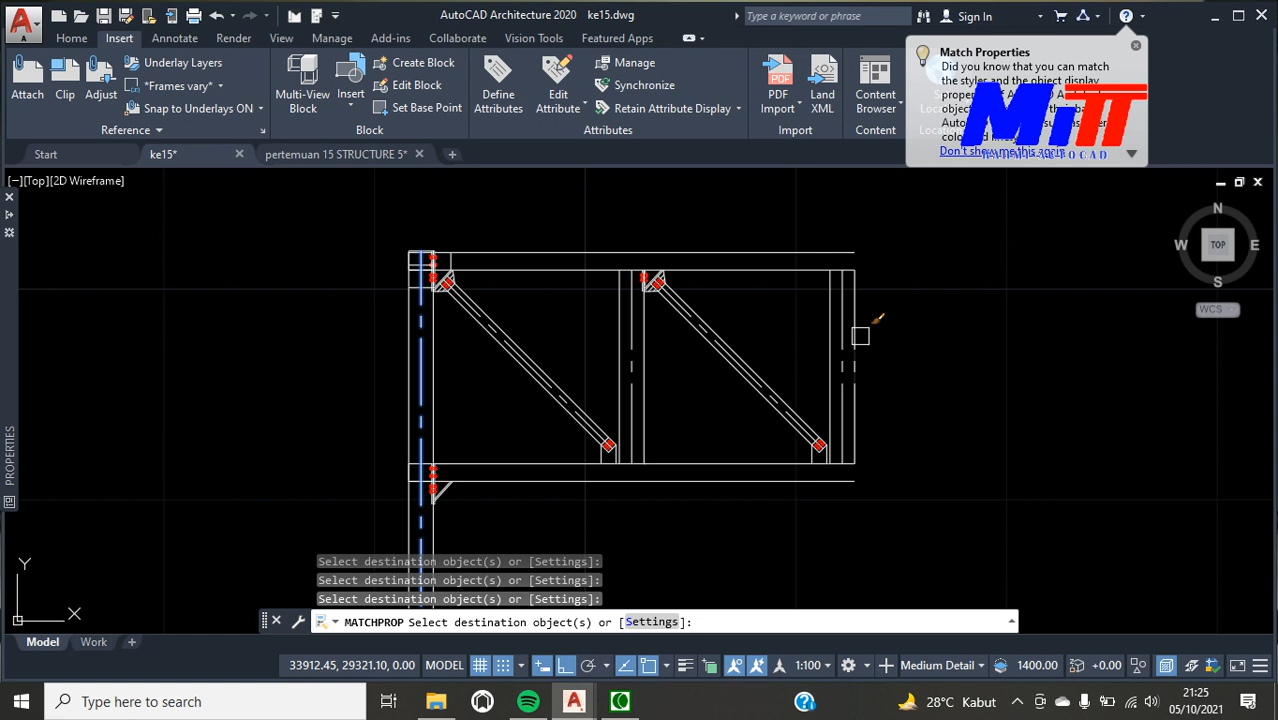 AutoCAD Architecture 2020 ke15.dwg
Type a keyword or phrase
Sign In
Home Insert Annotate Render View Manage Add-ins Collaborate Vision Tools Featured Apps
Attach
Clip
Adjust
Underlay Layers
*Frames vary*
Snap to Underlays ON
Reference
Multi-View
Block
Insert
Create Block
Edit Block
Set Base Point
Block
Define
Attributes
Edit
Attribute
Manage
Synchronize
Retain Attribute Display
Attributes
PDF
Import
Land
XML
Import
Content
Browser
Content
Match Properties
Did you know that you can match
the styles and the object display
Don't show me this again
MiTT
Start
ke15*
pertemuan 15 STRUCTURE 5*
[−][Top][2D Wireframe]
N
W TOP E
S
WCS
PROPERTIES
Y
X
Select destination object(s) or [Settings]:
Select destination object(s) or [Settings]:
Select destination object(s) or [Settings]:
MATCHPROP Select destination object(s) or [Settings]:
Model Work
33912.45, 29321.10, 0.00 MODEL
1:100
Medium Detail
1400.00
+0.00
Type here to search
28°C Kabut
21:25
05/10/2021